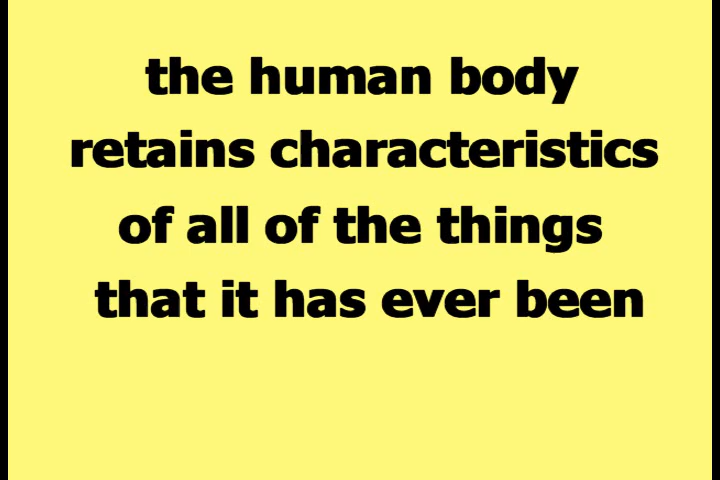 the human body
retains characteristics
of all of the things
that it has ever been